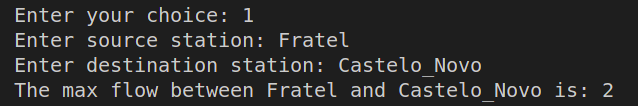 Enter your choice: 1
Enter source station: Fratel
Enter destination station: Castelo_Novo
The max flow between Fratel and Castelo_Novo is: 2